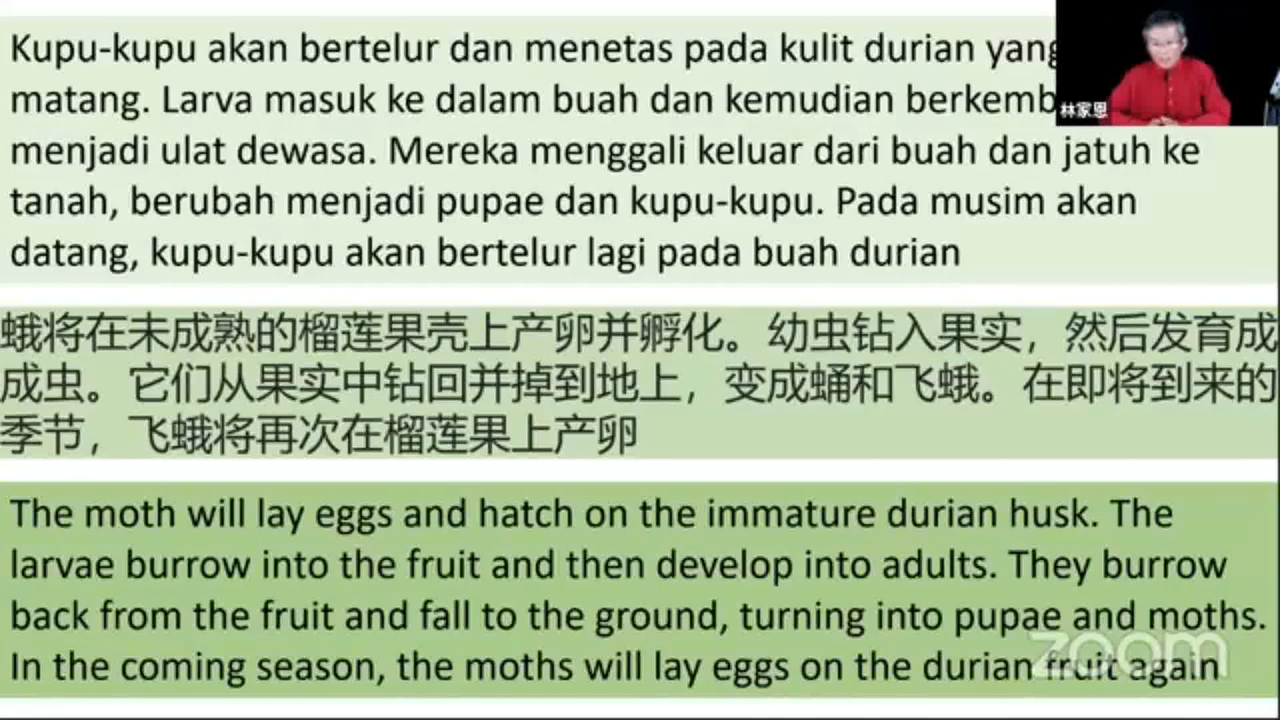 Kupu-kupu akan bertelur dan menetas pada kulit durian
matang. Larva masuk ke dalam buah dan kemudian
menjadi ulat dewasa. Mereka menggali keluar dari buah dan jatuh ke
tanah, berubah menjadi pupae dan kupu-kupu. Pada musim akan
datang, kupu-kupu akan bertelur lagi pada buah durian
林家恩
蛾将在未成熟的榴莲果壳上产卵并孵化。幼虫钻入果实，然后发育成
成虫。它们从果实中钻回并掉到地上，变成蛹和飞蛾。在即将到来的
季节，飞蛾将再次在榴莲果上产卵
The moth will lay eggs and hatch on the immature durian husk. The
larvae burrow into the fruit and then develop into adults. They burrow
back from the fruit and fall to the ground, turning into pupae and moths.
In the coming season, the moths will lay eggs on the durian fruit again
zoom